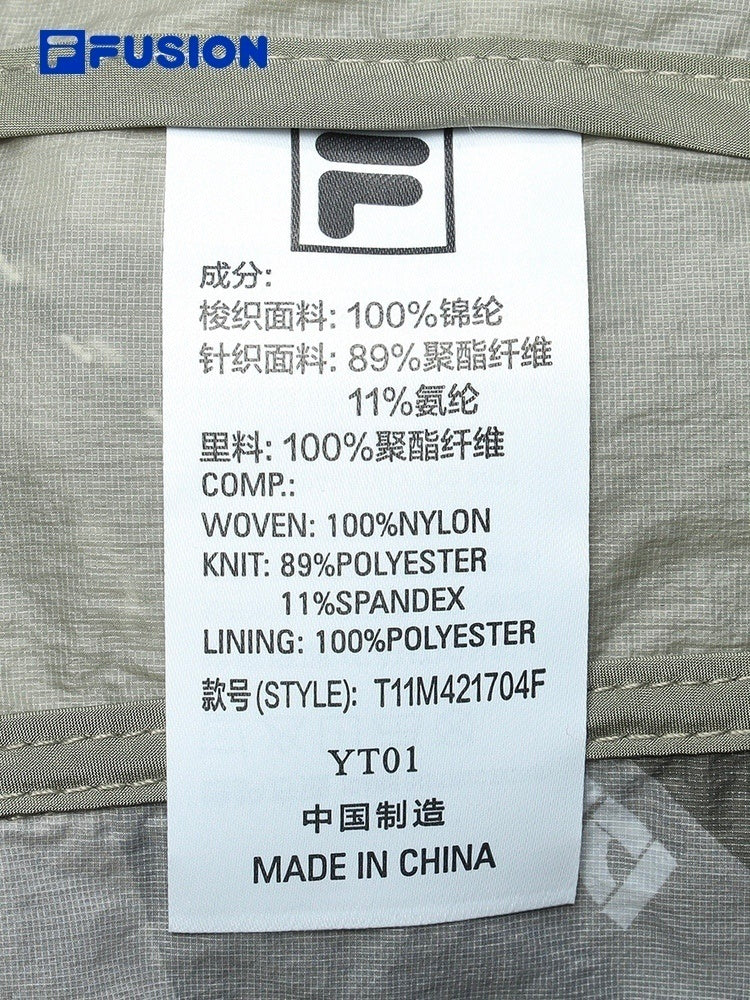 FUSION
成分:
梭织面料: 100%锦纶
针织面料: 89%聚酯纤维
11%氨纶
里料: 100%聚酯纤维
COMP.:
WOVEN: 100%NYLON
KNIT: 89%POLYESTER
11%SPANDEX
LINING: 100%POLYESTER
款号(STYLE): T11M421704F
YT01
中国制造
MADE IN CHINA